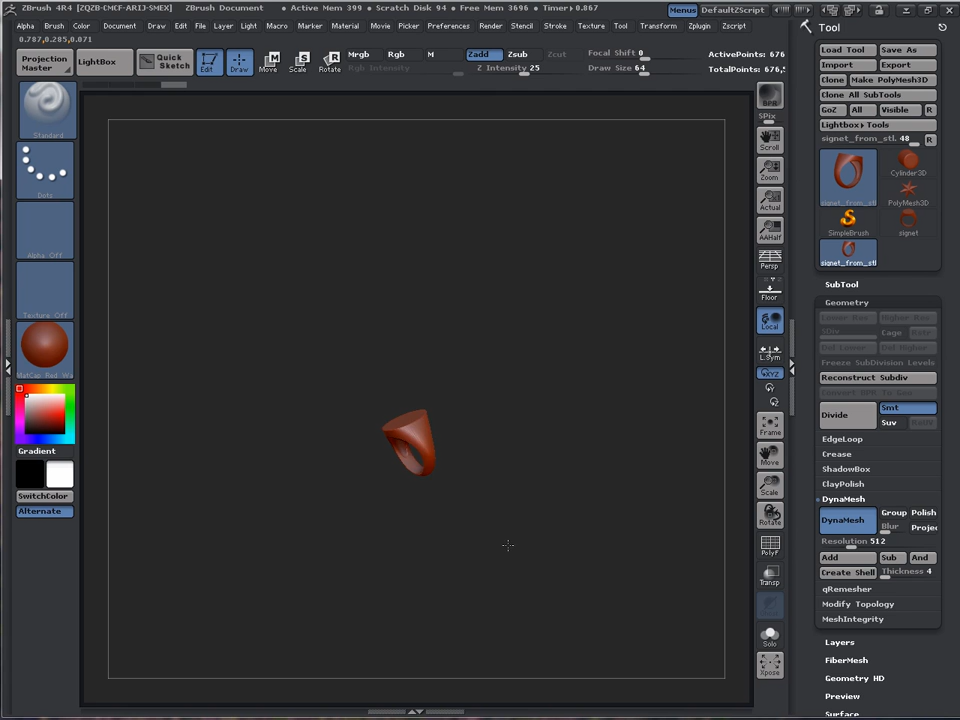 ZBrush 4R4 [ZQZB-CMCF-ARIJ-SMEX] ZBrush Document • Active Mem 399 • Scratch Disk 94 • Free Mem 3696 • Timer▸0.067 Menus DefaultZScript
Alpha Brush Color Document Draw Edit File Layer Light Macro Marker Material Movie Picker Preferences Render Stencil Stroke Texture Tool Transform Zplugin Zscript
0.787,0.285,0.071
Projection Master
LightBox
Quick Sketch
Edit
Draw
Move
Scale
Rotate
Mrgb Rgb M
Rgb Intensity
Zadd Zsub Zcut
Z Intensity 25
Focal Shift 0
Draw Size 64
ActivePoints: 676
TotalPoints: 676,
Standard
Dots
Alpha Off
Texture Off
MatCap Red Wa
Gradient
SwitchColor
Alternate
BPR
SPix
Scroll
Zoom
Actual
AAHalf
Persp
Floor
Local
L.Sym
XYZ
Frame
Move
Scale
Rotate
PolyF
Transp
Solo
Xpose
Tool
Load Tool Save As
Import Export
Clone Make PolyMesh3D
Clone All SubTools
GoZ All Visible R
Lightbox▸Tools
signet_from_stl. 48 R
signet_from_stl
Cylinder3D
PolyMesh3D
SimpleBrush
signet
signet_from_stl
SubTool
Geometry
Lower Res Higher Res
SDiv
Cage Rstr
Del Lower Del Higher
Freeze SubDivision Levels
Reconstruct Subdiv
Convert BPR To Geo
Divide
Smt
Suv
EdgeLoop
Crease
ShadowBox
ClayPolish
DynaMesh
DynaMesh
Group Polish
Blur Projec
Resolution 512
Add Sub And
Create Shell Thickness 4
qRemesher
Modify Topology
MeshIntegrity
Layers
FiberMesh
Geometry HD
Preview
Surface